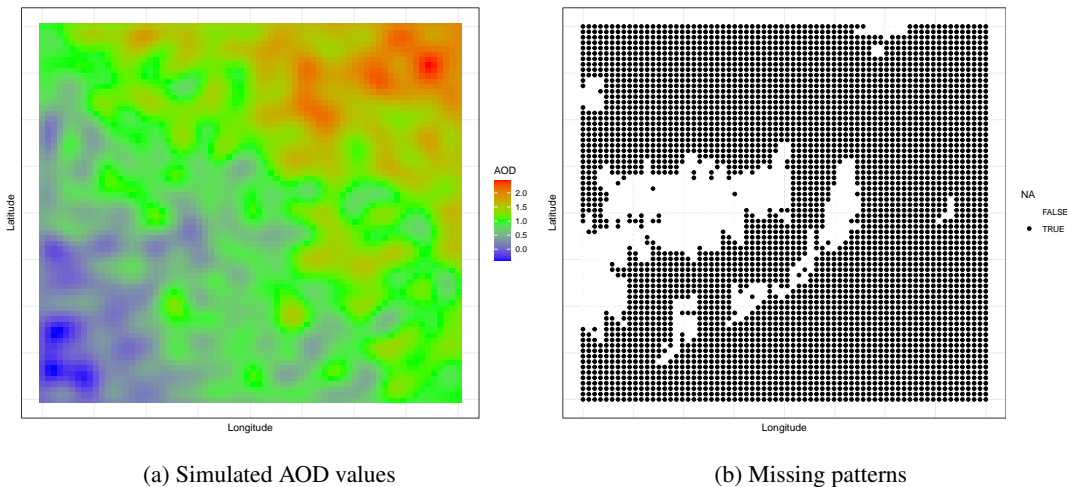 Latitude
AOD
2.0
1.5
1.0
0.5
0.0
Longitude
(a) Simulated AOD values
Latitude
NA
FALSE
TRUE
Longitude
(b) Missing patterns